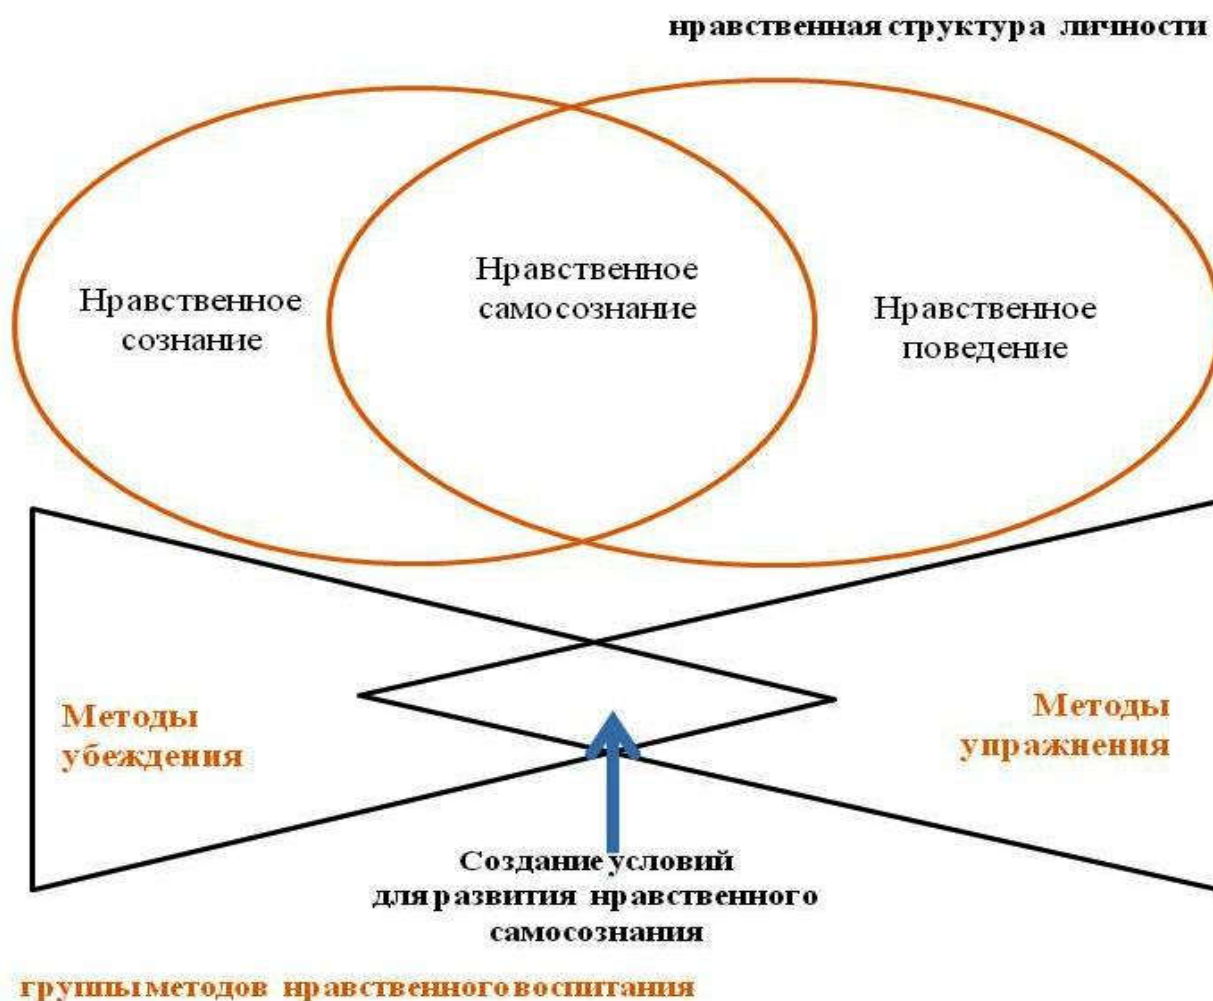 нравственная структура личности
Нравственное
сознание
Нравственное
самосознание
Нравственное
поведение
Методы
убеждения
Методы
упражнения
Создание условий
для развития нравственного
самосознания
группы методов нравственного воспитания